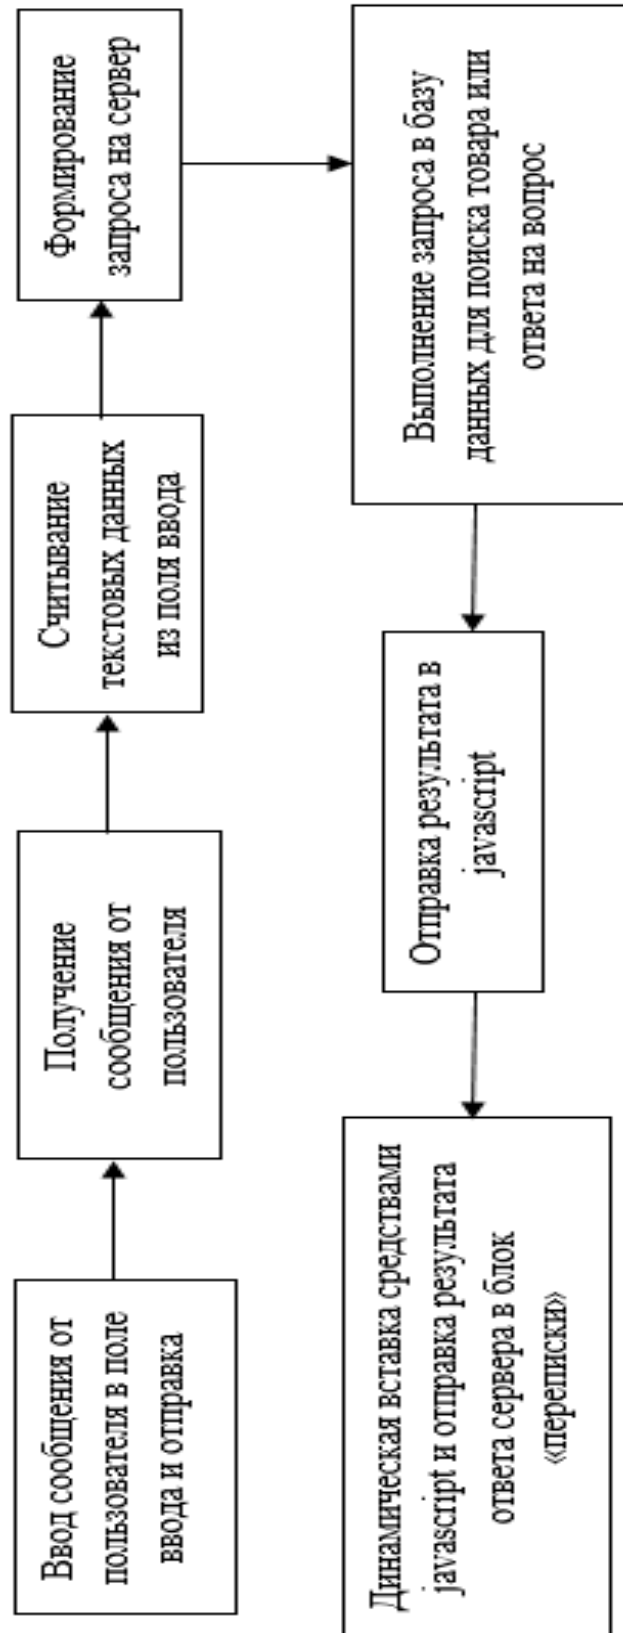 Ввод сообщения от
пользователя в поле
ввода и отправка
Получение
сообщения от
пользователя
Считывание
текстовых данных
из поля ввода
Формирование
запроса на сервер
Выполнение запроса в базу
данных для поиска товара или
ответа на вопрос
Отправка результата в
javascript
Динамическая вставка средствами
javascript и отправка результата
ответа сервера в блок
«переписки»